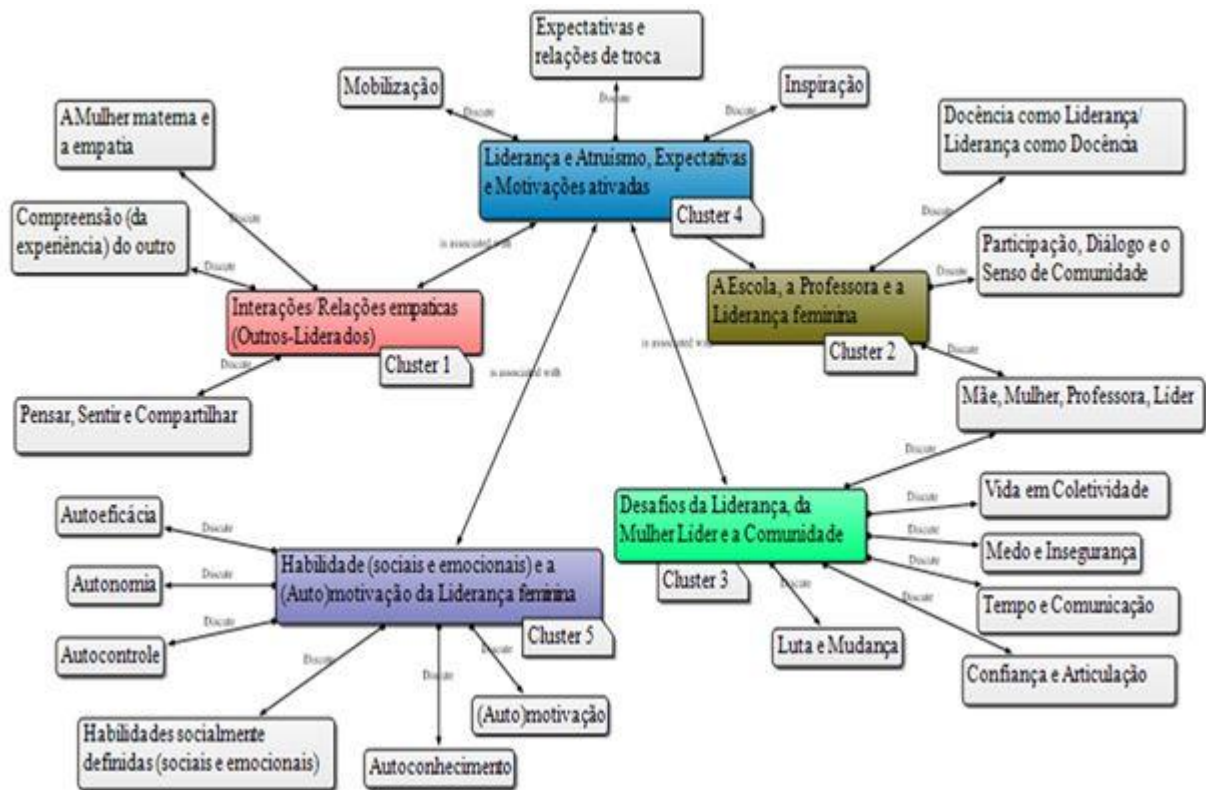 Expectativas e
relações de troca
Mobilização
Inspiração
Discute
Discute
Discute
A Mulher materna e
a empatia
Docência como Liderança/
Liderança como Docência
Liderança e Atruísmo, Expectativas
e Motivações ativadas
Cluster 4
Discute
Discute
Compreensão (da
experiência) do outro
Discute
is associated with
Participação, Diálogo e o
Senso de Comunidade
Discute
A Escola, a Professora e a
Liderança feminina
Cluster 2
Interações/Relações empaticas
(Outros-Liderados)
Cluster 1
is associated with
is associated with
Discute
Discute
Pensar, Sentir e Compartilhar
Mãe, Mulher, Professora, Líder
Discute
Desafios da Liderança, da
Mulher Líder e a Comunidade
Cluster 3
Discute
Vida em Coletividade
Discute
Medo e Insegurança
Discute
Tempo e Comunicação
Discute
Confiança e Articulação
Discute
Luta e Mudança
Autoeficácia
Discute
Autonomia
Discute
Autocontrole
Discute
Habilidade (sociais e emocionais) e a
(Auto)motivação da Liderança feminina
Cluster 5
Discute
Discute
Discute
(Auto)motivação
Habilidades socialmente
definidas (sociais e emocionais)
Autoconhecimento